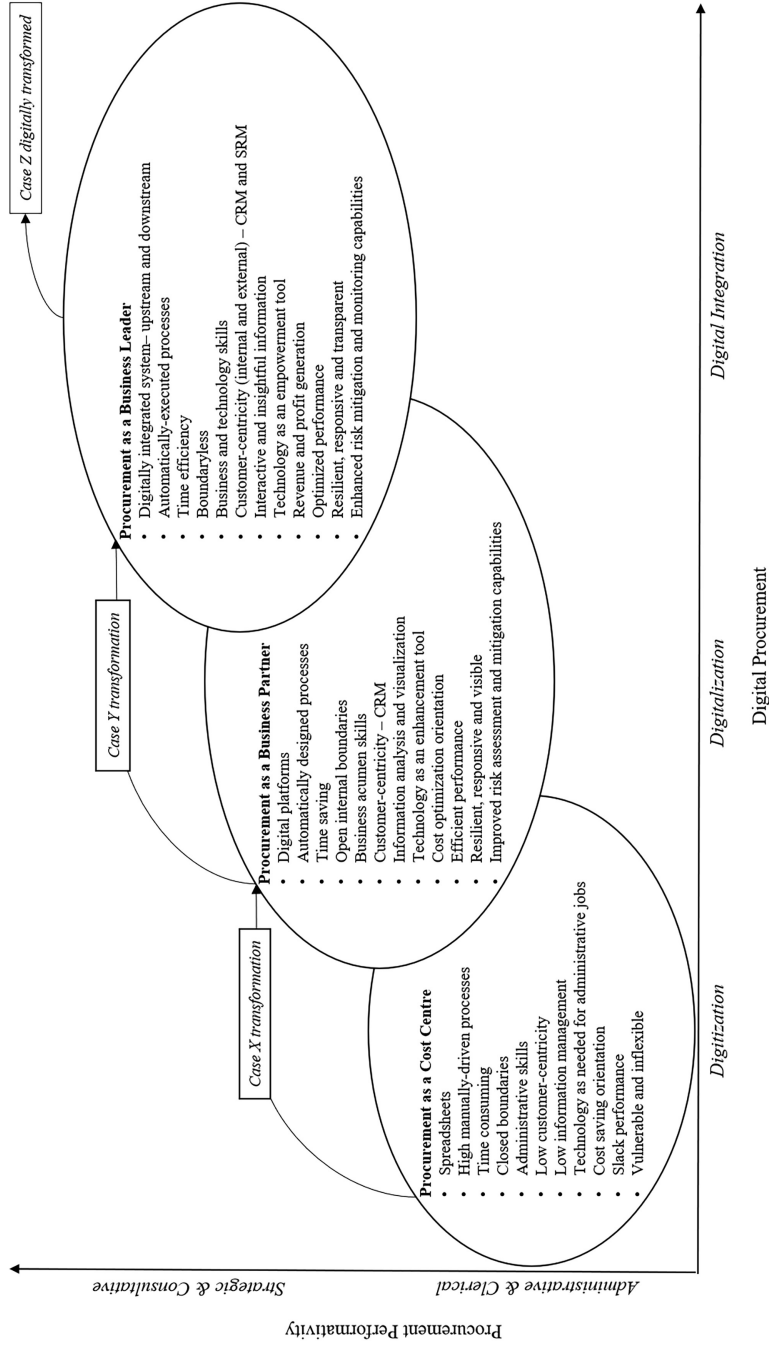 Case Z digitally transformed
Procurement as a Business Leader
• Digitally integrated system– upstream and downstream
• Automatically-executed processes
• Time efficiency
• Boundaryless
• Business and technology skills
• Customer-centricity (internal and external) – CRM and SRM
• Interactive and insightful information
• Technology as an empowerment tool
• Revenue and profit generation
• Optimized performance
• Resilient, responsive and transparent
• Enhanced risk mitigation and monitoring capabilities
Case Y transformation
Procurement as a Business Partner
• Digital platforms
• Automatically designed processes
• Time saving
• Open internal boundaries
• Business acumen skills
• Customer-centricity – CRM
• Information analysis and visualization
• Technology as an enhancement tool
• Cost optimization orientation
• Efficient performance
• Resilient, responsive and visible
• Improved risk assessment and mitigation capabilities
Case X transformation
Procurement as a Cost Centre
• Spreadsheets
• High manually-driven processes
• Time consuming
• Closed boundaries
• Administrative skills
• Low customer-centricity
• Low information management
• Technology as needed for administrative jobs
• Cost saving orientation
• Slack performance
• Vulnerable and inflexible
Procurement Performativity
Strategic & Consultative
Administrative & Clerical
Digitization
Digitalization
Digital Integration
Digital Procurement